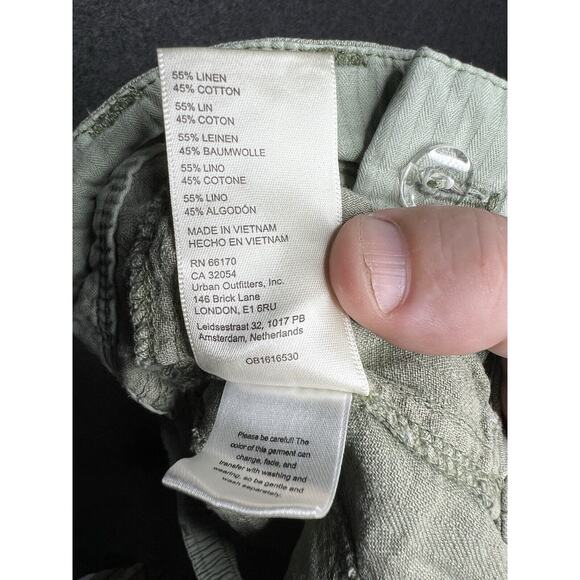 55% LINEN
45% COTTON
55% LIN
45% COTON
55% LEINEN
45% BAUMWOLLE
55% LINO
45% COTONE
55% LINO
45% ALGODÓN
MADE IN VIETNAM
HECHO EN VIETNAM
RN 66170
CA 32054
Urban Outfitters, Inc.
146 Brick Lane
LONDON, E1 6RU
Leidsestraat 32, 1017 PB
Amsterdam, Netherlands
OB1616530
Please be careful! The
color of this garment can
change, fade, and
transfer with washing and
wearing, so be gentle and
wash separately.